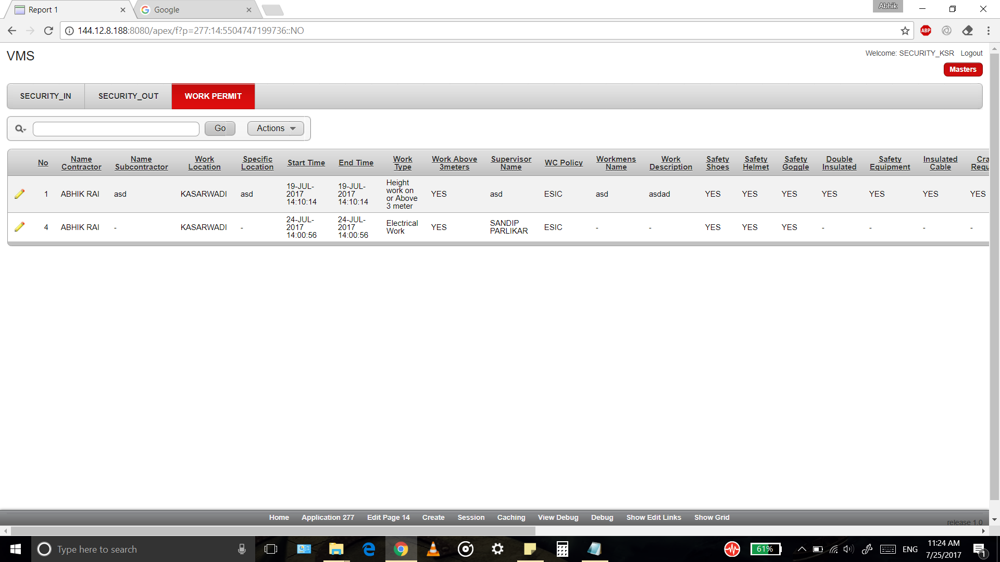 Report 1
Google
Abhik
144.12.8.188:8080/apex/f?p=277:14:5504747199736::NO
ABP
VMS
Welcome: SECURITY_KSR Logout
Masters
SECURITY_IN SECURITY_OUT WORK PERMIT
Go Actions
No Name Contractor Name Subcontractor Work Location Specific Location Start Time End Time Work Type Work Above 3meters Supervisor Name WC Policy Workmens Name Work Description Safety Shoes Safety Helmet Safety Goggle Double Insulated Safety Equipment Insulated Cable Cra Requ
1 ABHIK RAI asd KASARWADI asd 19-JUL-2017 14:10:14 19-JUL-2017 14:10:14 Height work on or Above 3 meter YES asd ESIC asd asdad YES YES YES YES YES YES YES
4 ABHIK RAI - KASARWADI - 24-JUL-2017 14:00:56 24-JUL-2017 14:00:56 Electrical Work YES SANDIP PARLIKAR ESIC - - YES YES YES - - - -
Home Application 277 Edit Page 14 Create Session Caching View Debug Debug Show Edit Links Show Grid
release 1.0
Type here to search
61%
ENG
11:24 AM
7/25/2017
1